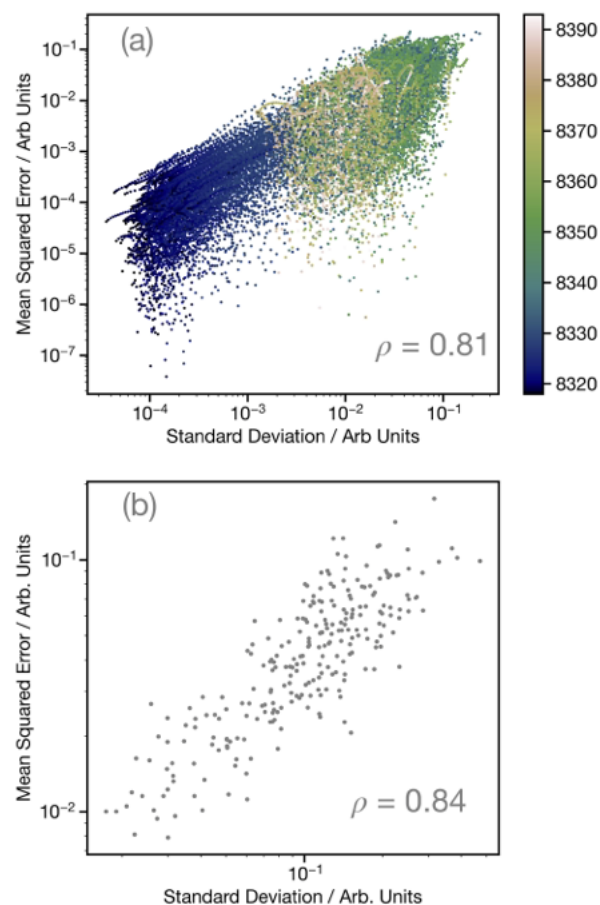 (a)
Mean Squared Error / Arb Units
10⁻¹
10⁻²
10⁻³
10⁻⁴
10⁻⁵
10⁻⁶
10⁻⁷
ρ = 0.81
10⁻⁴ 10⁻³ 10⁻² 10⁻¹
Standard Deviation / Arb Units
8390
8380
8370
8360
8350
8340
8330
8320
(b)
Mean Squared Error / Arb. Units
10⁻¹
10⁻²
ρ = 0.84
10⁻¹
Standard Deviation / Arb. Units